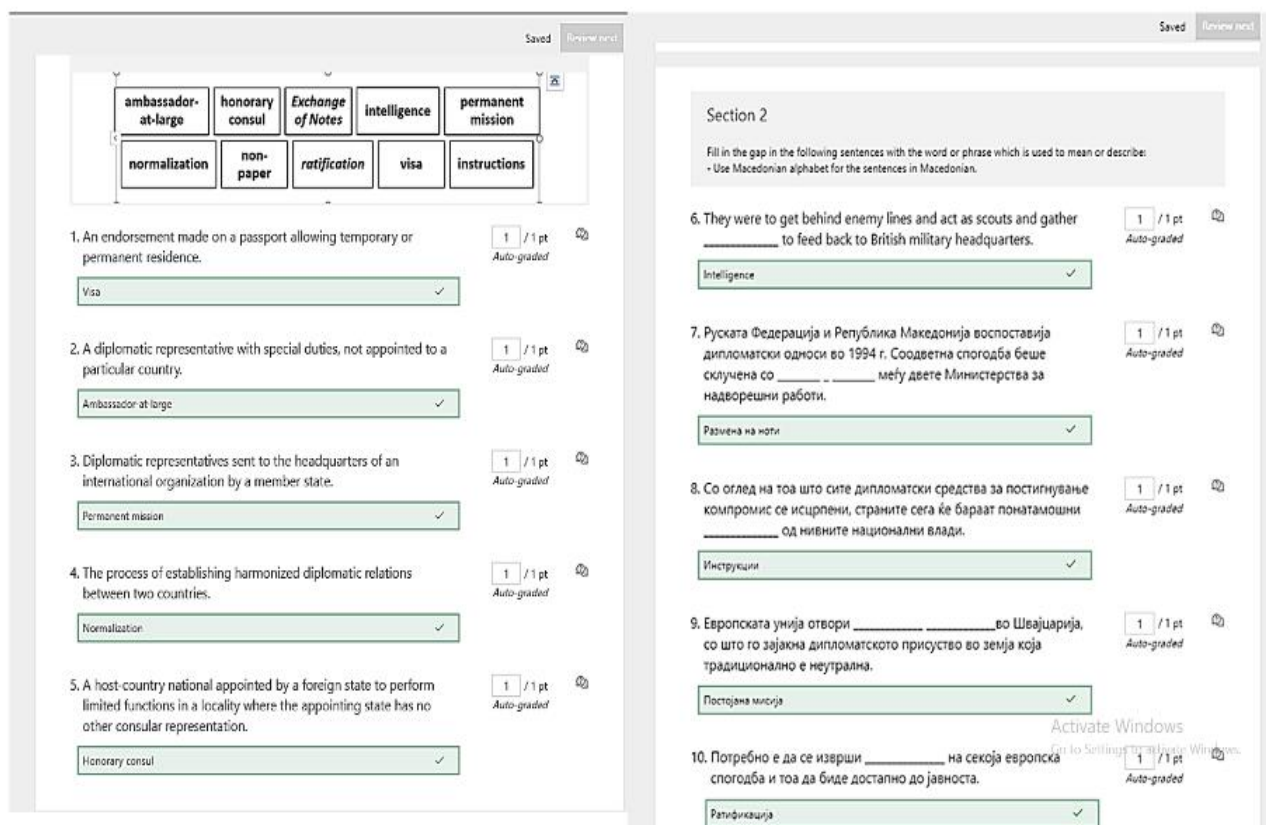 Saved Review next
ambassador-
at-large
honorary
consul
Exchange
of Notes
intelligence
permanent
mission
normalization
non-
paper
ratification
visa
instructions
1. An endorsement made on a passport allowing temporary or
permanent residence.
1 / 1 pt
Auto-graded
Visa
2. A diplomatic representative with special duties, not appointed to a
particular country.
1 / 1 pt
Auto-graded
Ambassador-at-large
3. Diplomatic representatives sent to the headquarters of an
international organization by a member state.
1 / 1 pt
Auto-graded
Permanent mission
4. The process of establishing harmonized diplomatic relations
between two countries.
1 / 1 pt
Auto-graded
Normalization
5. A host-country national appointed by a foreign state to perform
limited functions in a locality where the appointing state has no
other consular representation.
1 / 1 pt
Auto-graded
Honorary consul
Saved Review next
Section 2
Fill in the gap in the following sentences with the word or phrase which is used to mean or describe:
- Use Macedonian alphabet for the sentences in Macedonian.
6. They were to get behind enemy lines and act as scouts and gather
____________ to feed back to British military headquarters.
1 / 1 pt
Auto-graded
Intelligence
7. Руската Федерација и Република Македонија воспоставија
дипломатски односи во 1994 г. Соодветна спогодба беше
склучена со _______ _ _______ меѓу двете Министерства за
надворешни работи.
1 / 1 pt
Auto-graded
Размена на ноти
8. Со оглед на тоа што сите дипломатски средства за постигнување
компромис се исцрпени, страните сега ќе бараат понатамошни
____________ од нивните национални влади.
1 / 1 pt
Auto-graded
Инструкции
9. Европската унија отвори ___________ ___________во Швајцарија,
со што го зајакна дипломатското присуство во земја која
традиционално е неутрална.
1 / 1 pt
Auto-graded
Постојана мисија
Activate Windows
Go to Settings to activate Windows.
10. Потребно е да се изврши _____________ на секоја европска
спогодба и тоа да биде достапно до јавноста.
1 / 1 pt
Auto-graded
Ратификација